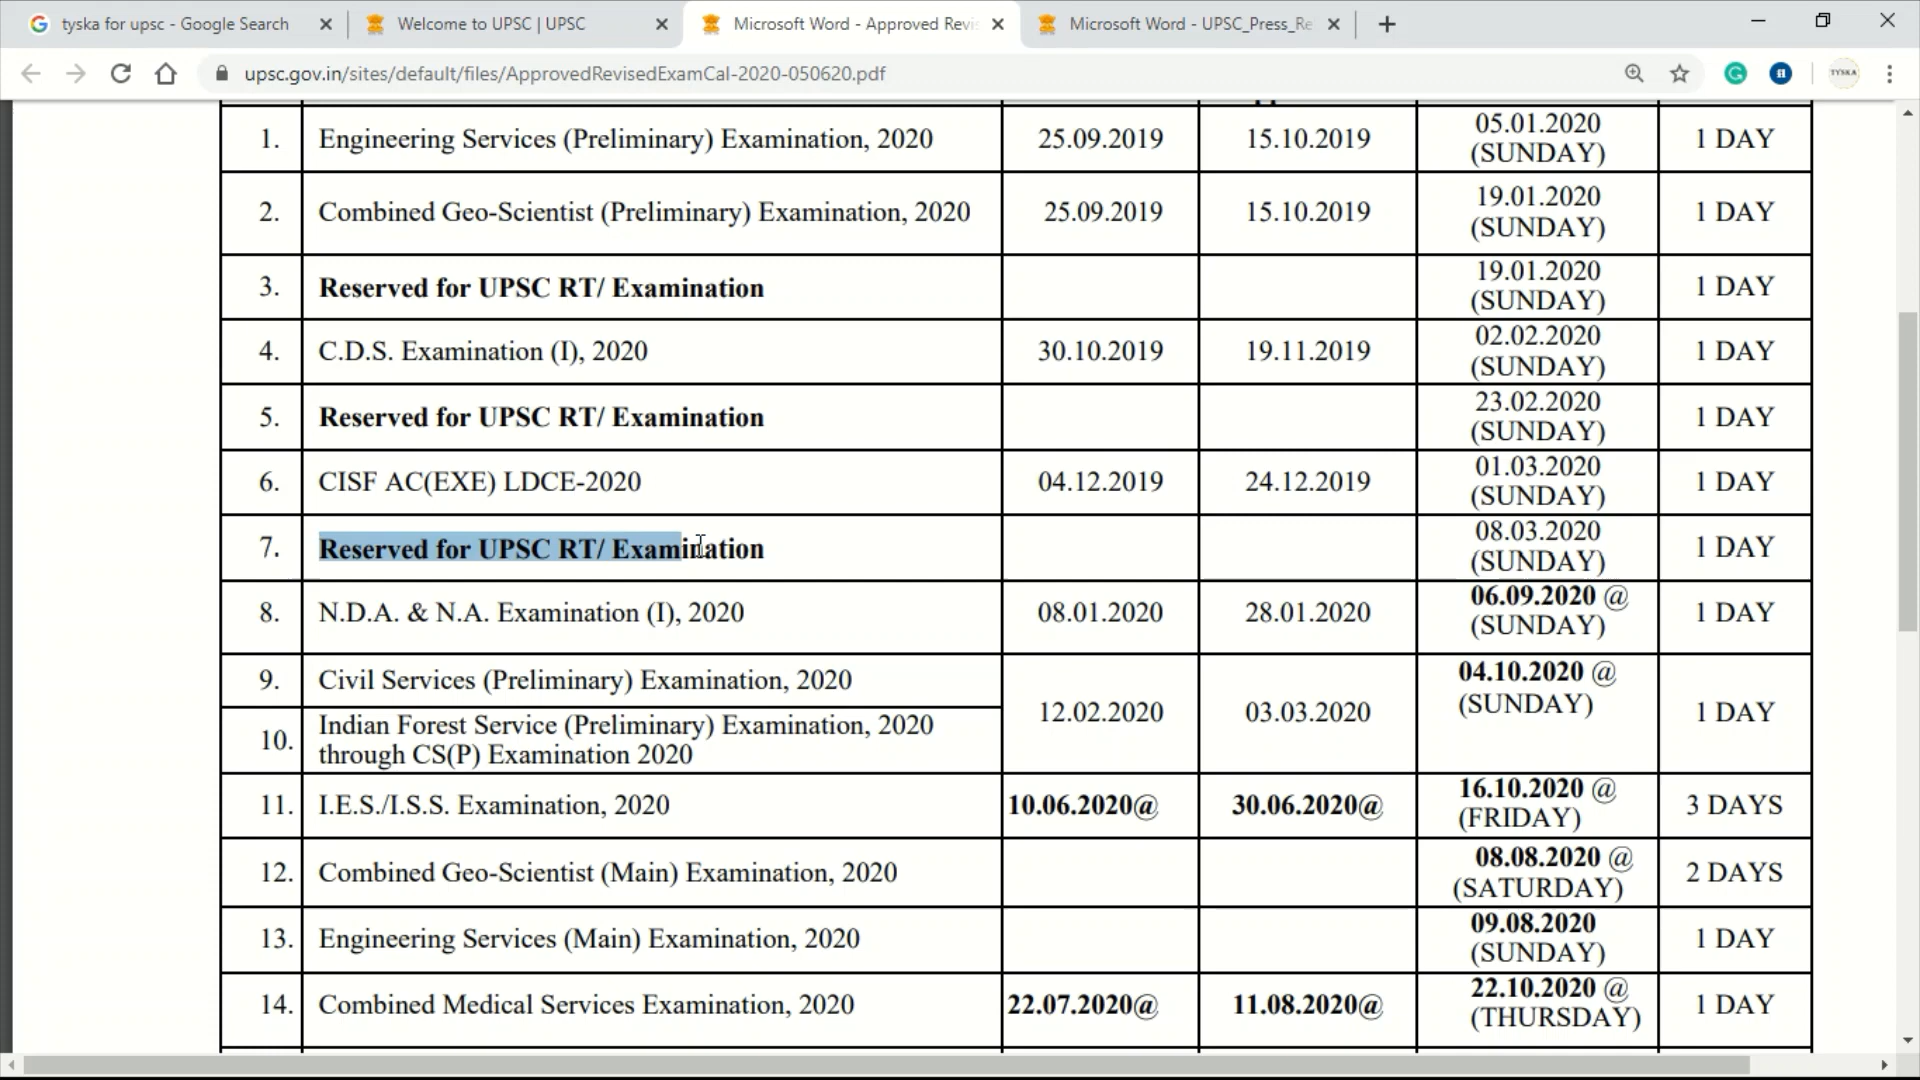 tyska for upsc - Google Search
Welcome to UPSC | UPSC
Microsoft Word - Approved Revi
Microsoft Word - UPSC_Press_Re
upsc.gov.in/sites/default/files/ApprovedRevisedExamCal-2020-050620.pdf
TYSKA
1. Engineering Services (Preliminary) Examination, 2020 25.09.2019 15.10.2019 05.01.2020 (SUNDAY) 1 DAY
2. Combined Geo-Scientist (Preliminary) Examination, 2020 25.09.2019 15.10.2019 19.01.2020 (SUNDAY) 1 DAY
3. Reserved for UPSC RT/ Examination 19.01.2020 (SUNDAY) 1 DAY
4. C.D.S. Examination (I), 2020 30.10.2019 19.11.2019 02.02.2020 (SUNDAY) 1 DAY
5. Reserved for UPSC RT/ Examination 23.02.2020 (SUNDAY) 1 DAY
6. CISF AC(EXE) LDCE-2020 04.12.2019 24.12.2019 01.03.2020 (SUNDAY) 1 DAY
7. Reserved for UPSC RT/ Examination 08.03.2020 (SUNDAY) 1 DAY
8. N.D.A. & N.A. Examination (I), 2020 08.01.2020 28.01.2020 06.09.2020 @ (SUNDAY) 1 DAY
9. Civil Services (Preliminary) Examination, 2020 12.02.2020 03.03.2020 04.10.2020 @ (SUNDAY) 1 DAY
10. Indian Forest Service (Preliminary) Examination, 2020
through CS(P) Examination 2020
11. I.E.S./I.S.S. Examination, 2020 10.06.2020@ 30.06.2020@ 16.10.2020 @ (FRIDAY) 3 DAYS
12. Combined Geo-Scientist (Main) Examination, 2020 08.08.2020 @ (SATURDAY) 2 DAYS
13. Engineering Services (Main) Examination, 2020 09.08.2020 (SUNDAY) 1 DAY
14. Combined Medical Services Examination, 2020 22.07.2020@ 11.08.2020@ 22.10.2020 @ (THURSDAY) 1 DAY